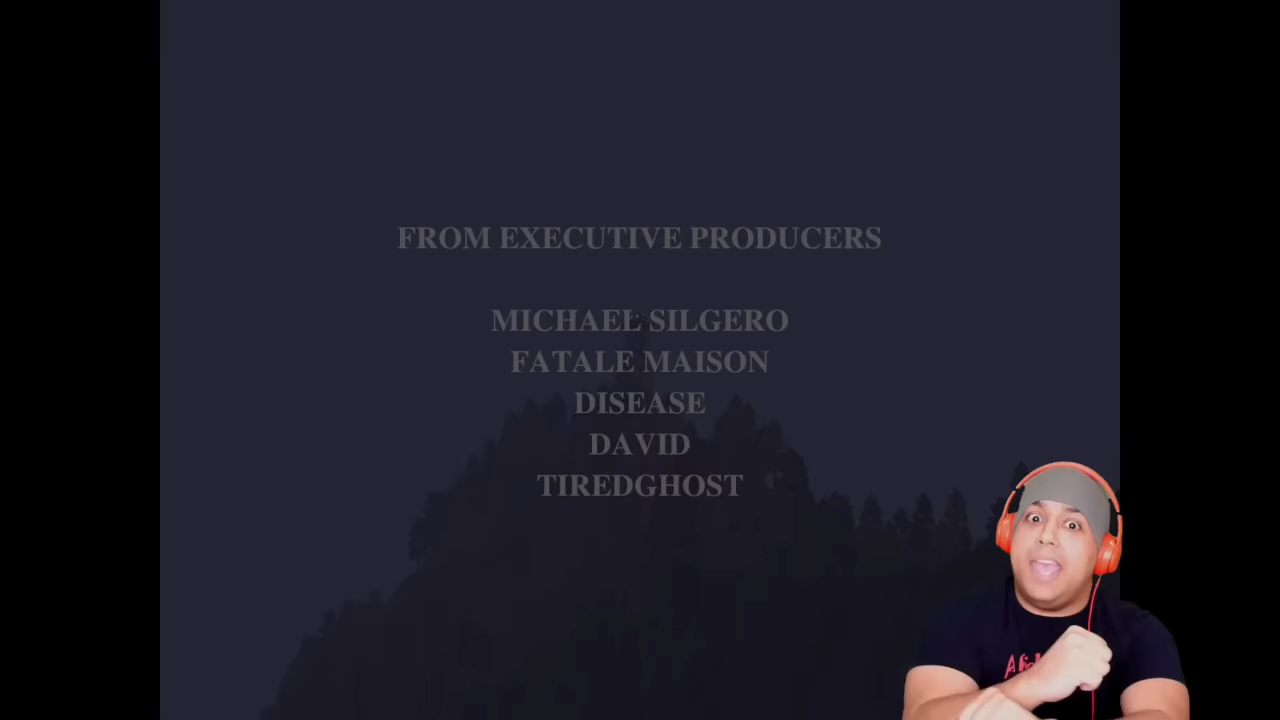 FROM EXECUTIVE PRODUCERS
MICHAEL SILGERO
FATALE MAISON
DISEASE
DAVID
TIREDGHOST